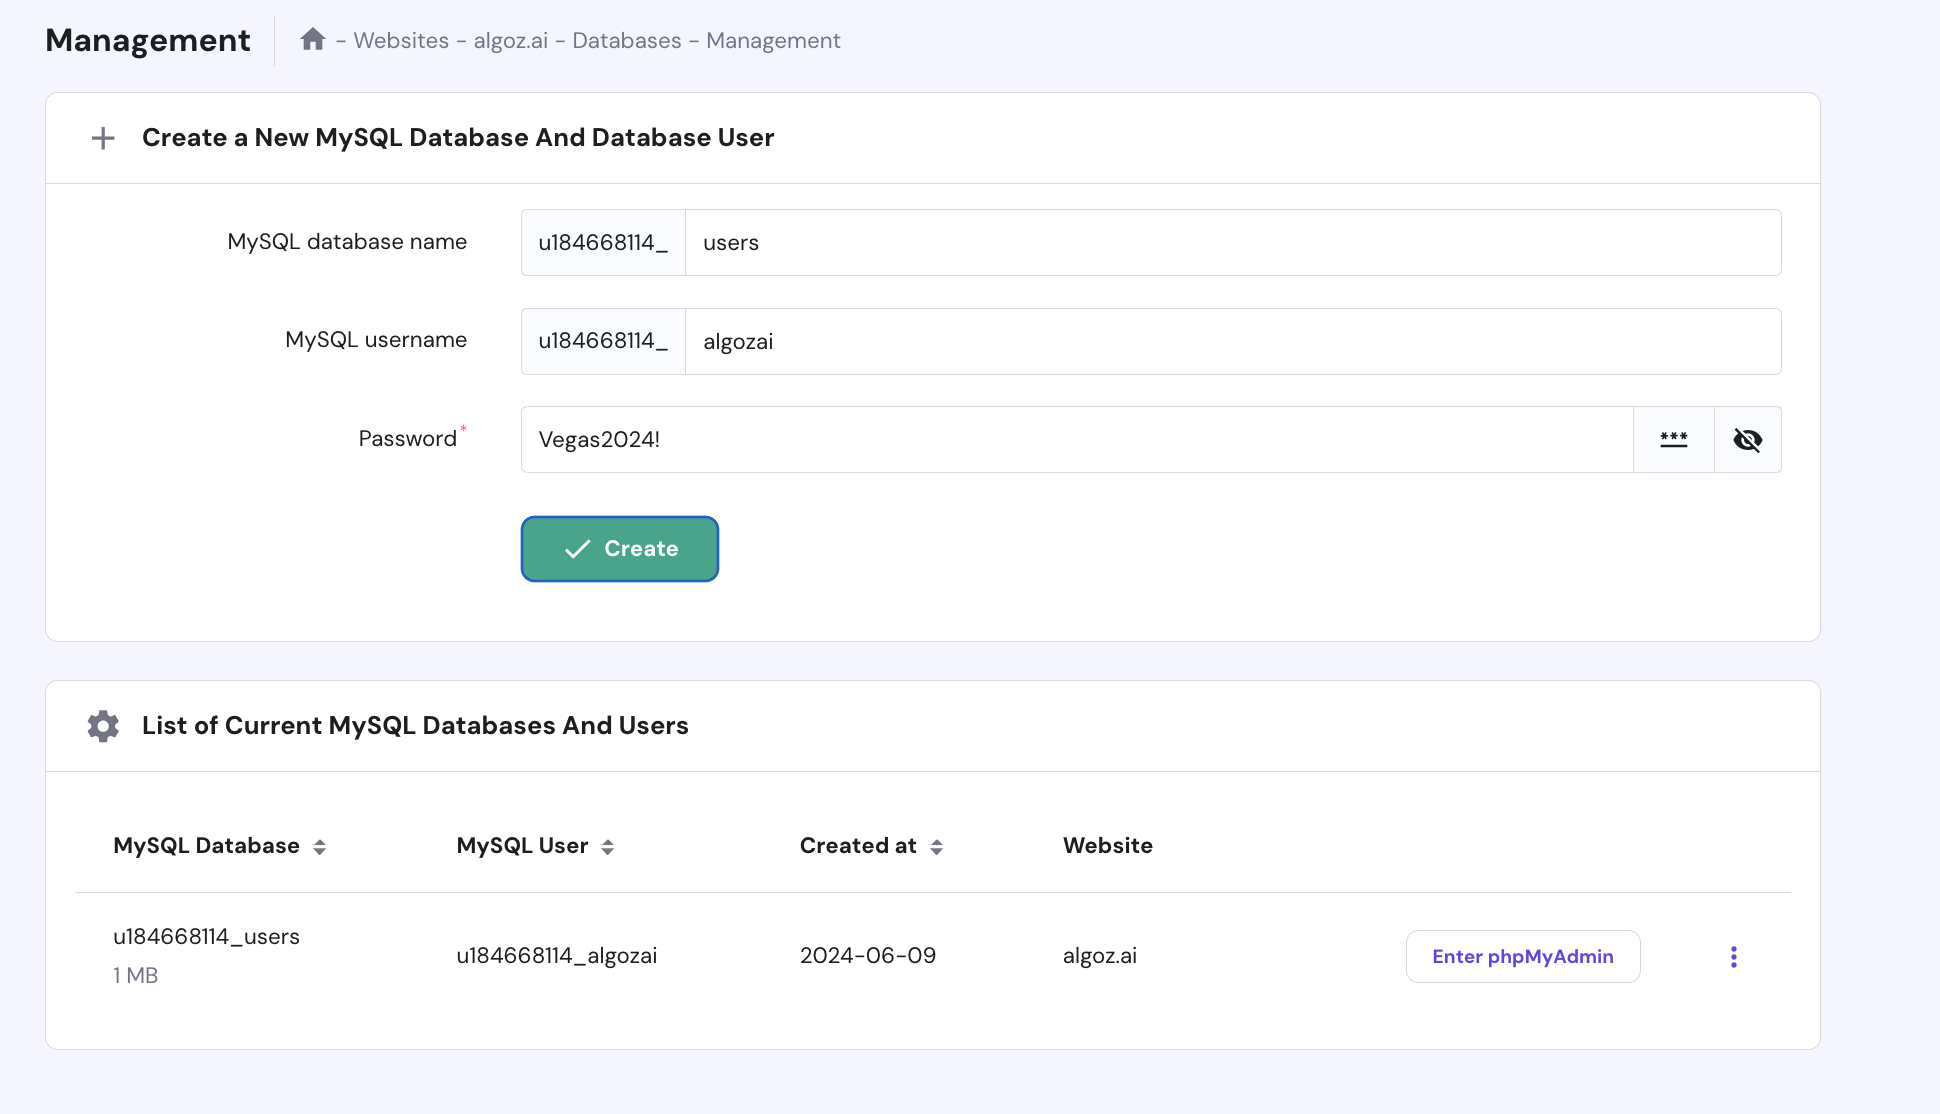 Management
- Websites - algoz.ai - Databases - Management
Create a New MySQL Database And Database User
MySQL database name
u184668114_
users
MySQL username
u184668114_
algozai
Password*
Vegas2024!
***
Create
List of Current MySQL Databases And Users
MySQL Database
MySQL User
Created at
Website
u184668114_users
1 MB
u184668114_algozai
2024-06-09
algoz.ai
Enter phpMyAdmin